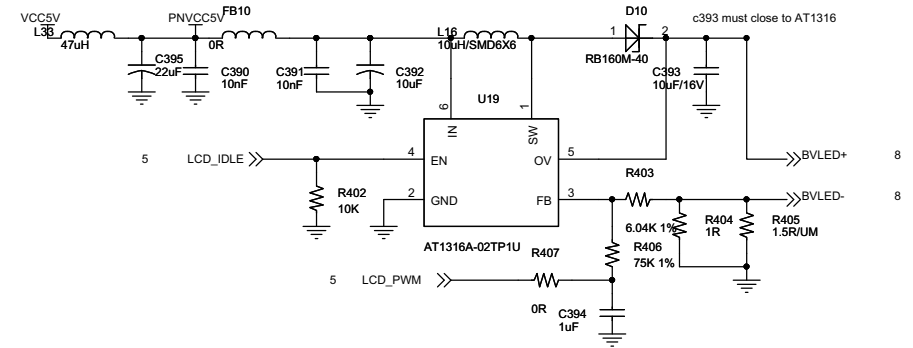 VCC5V
PNVCC5V
FB10
D10
c393 must close to AT1316
L33
47uH
0R
L16
10uH/SMD6X6
1
2
RB160M-40
C395
22uF
C390
10nF
C391
10nF
C392
10uF
C393
10uF/16V
U19
6
1
IN
SW
5
LCD_IDLE
4
EN
OV
5
BVLED+
8
R402
10K
2
GND
FB
3
R403
BVLED-
8
6.04K 1%
R404
1R
R405
1.5R/UM
AT1316A-02TP1U
R407
R406
75K 1%
5
LCD_PWM
0R
C394
1uF